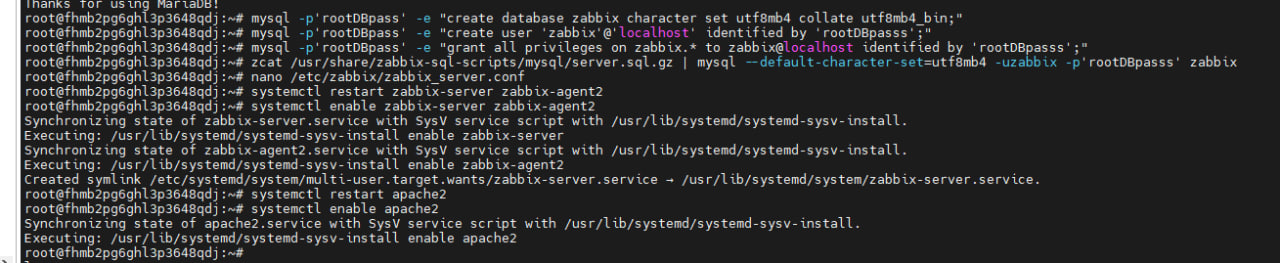 Thanks for using MariaDB!
root@fhmb2pg6ghl3p3648qdj:~# mysql -p'rootDBpass' -e "create database zabbix character set utf8mb4 collate utf8mb4_bin;"
root@fhmb2pg6ghl3p3648qdj:~# mysql -p'rootDBpass' -e "create user 'zabbix'@'localhost' identified by 'rootDBpasss';"
root@fhmb2pg6ghl3p3648qdj:~# mysql -p'rootDBpass' -e "grant all privileges on zabbix.* to zabbix@localhost identified by 'rootDBpasss';"
root@fhmb2pg6ghl3p3648qdj:~# zcat /usr/share/zabbix-sql-scripts/mysql/server.sql.gz | mysql --default-character-set=utf8mb4 -uzabbix -p'rootDBpasss' zabbix
root@fhmb2pg6ghl3p3648qdj:~# nano /etc/zabbix/zabbix_server.conf
root@fhmb2pg6ghl3p3648qdj:~# systemctl restart zabbix-server zabbix-agent2
root@fhmb2pg6ghl3p3648qdj:~# systemctl enable zabbix-server zabbix-agent2
Synchronizing state of zabbix-server.service with SysV service script with /usr/lib/systemd/systemd-sysv-install.
Executing: /usr/lib/systemd/systemd-sysv-install enable zabbix-server
Synchronizing state of zabbix-agent2.service with SysV service script with /usr/lib/systemd/systemd-sysv-install.
Executing: /usr/lib/systemd/systemd-sysv-install enable zabbix-agent2
Created symlink /etc/systemd/system/multi-user.target.wants/zabbix-server.service → /usr/lib/systemd/system/zabbix-server.service.
root@fhmb2pg6ghl3p3648qdj:~# systemctl restart apache2
root@fhmb2pg6ghl3p3648qdj:~# systemctl enable apache2
Synchronizing state of apache2.service with SysV service script with /usr/lib/systemd/systemd-sysv-install.
Executing: /usr/lib/systemd/systemd-sysv-install enable apache2
root@fhmb2pg6ghl3p3648qdj:~#